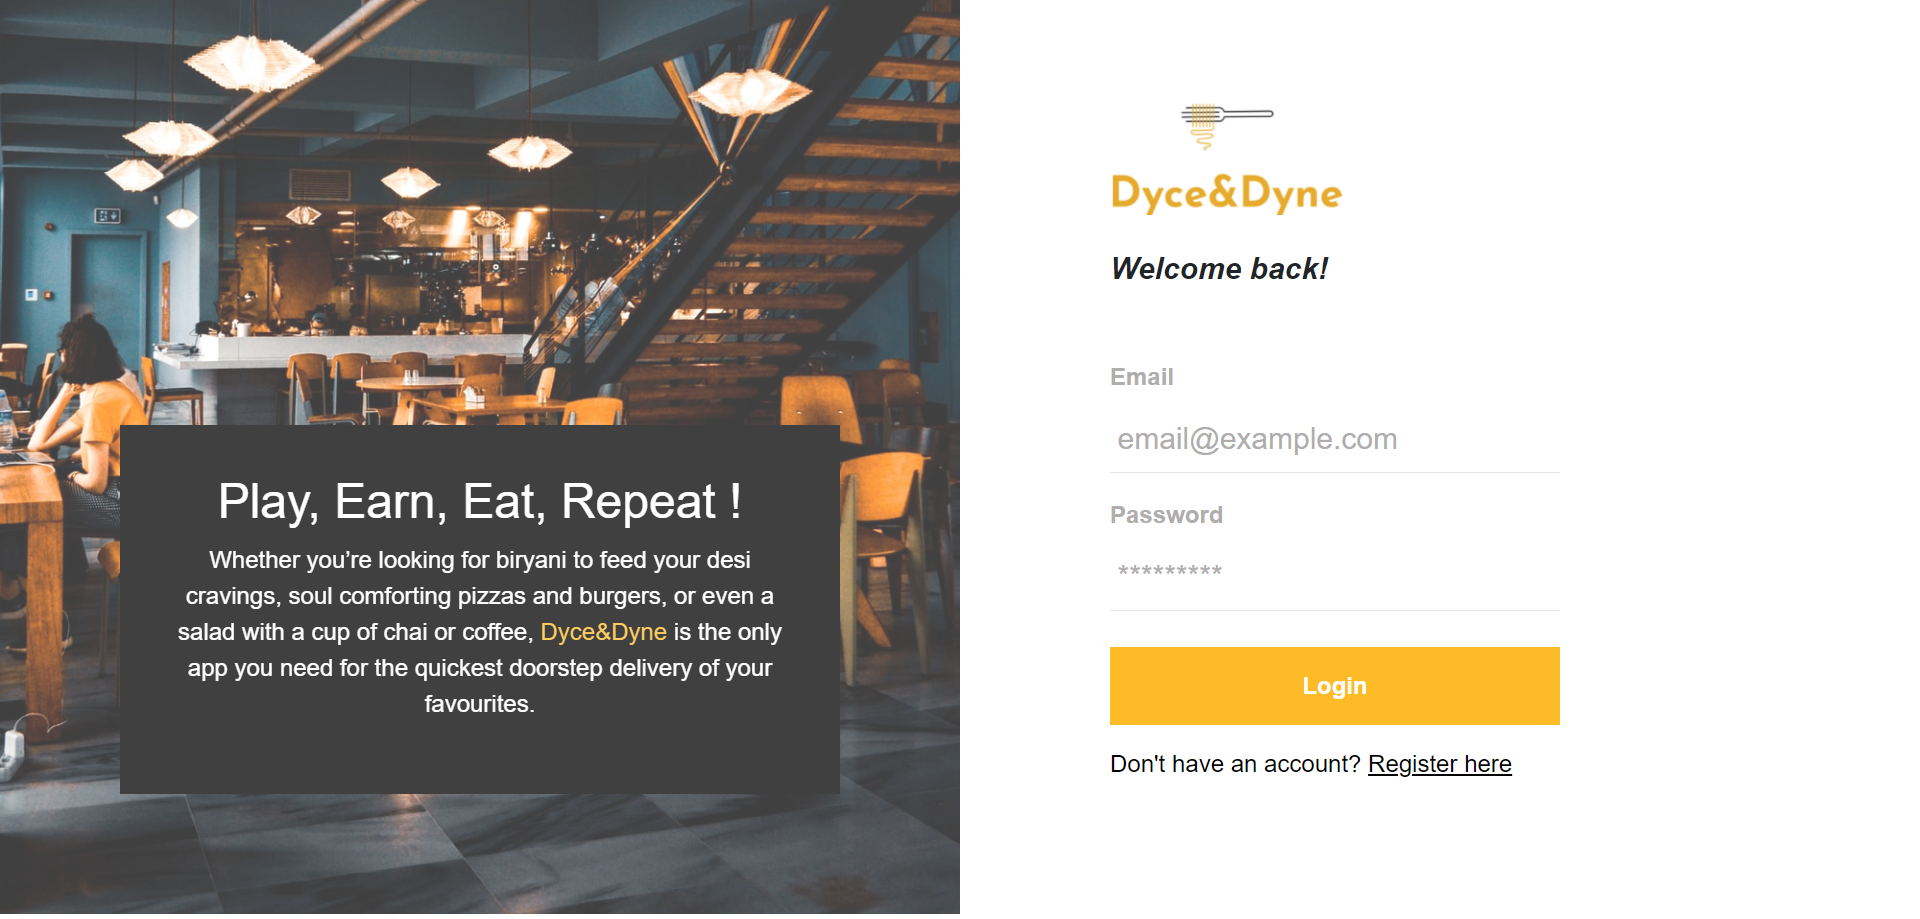 Play, Earn, Eat, Repeat !
Whether you’re looking for biryani to feed your desi
cravings, soul comforting pizzas and burgers, or even a
salad with a cup of chai or coffee, Dyce&Dyne is the only
app you need for the quickest doorstep delivery of your
favourites.
Dyce&Dyne
Welcome back!
Email
email@example.com
Password
*********
Login
Don't have an account? Register here